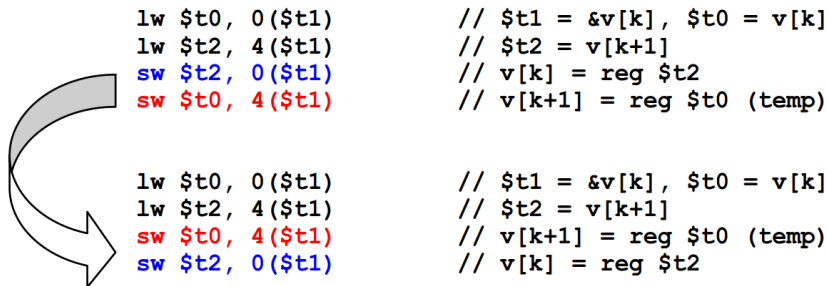 lw $t0, 0($t1) // $t1 = &v[k], $t0 = v[k]
lw $t2, 4($t1) // $t2 = v[k+1]
sw $t2, 0($t1) // v[k] = reg $t2
sw $t0, 4($t1) // v[k+1] = reg $t0 (temp)
lw $t0, 0($t1) // $t1 = &v[k], $t0 = v[k]
lw $t2, 4($t1) // $t2 = v[k+1]
sw $t0, 4($t1) // v[k+1] = reg $t0 (temp)
sw $t2, 0($t1) // v[k] = reg $t2